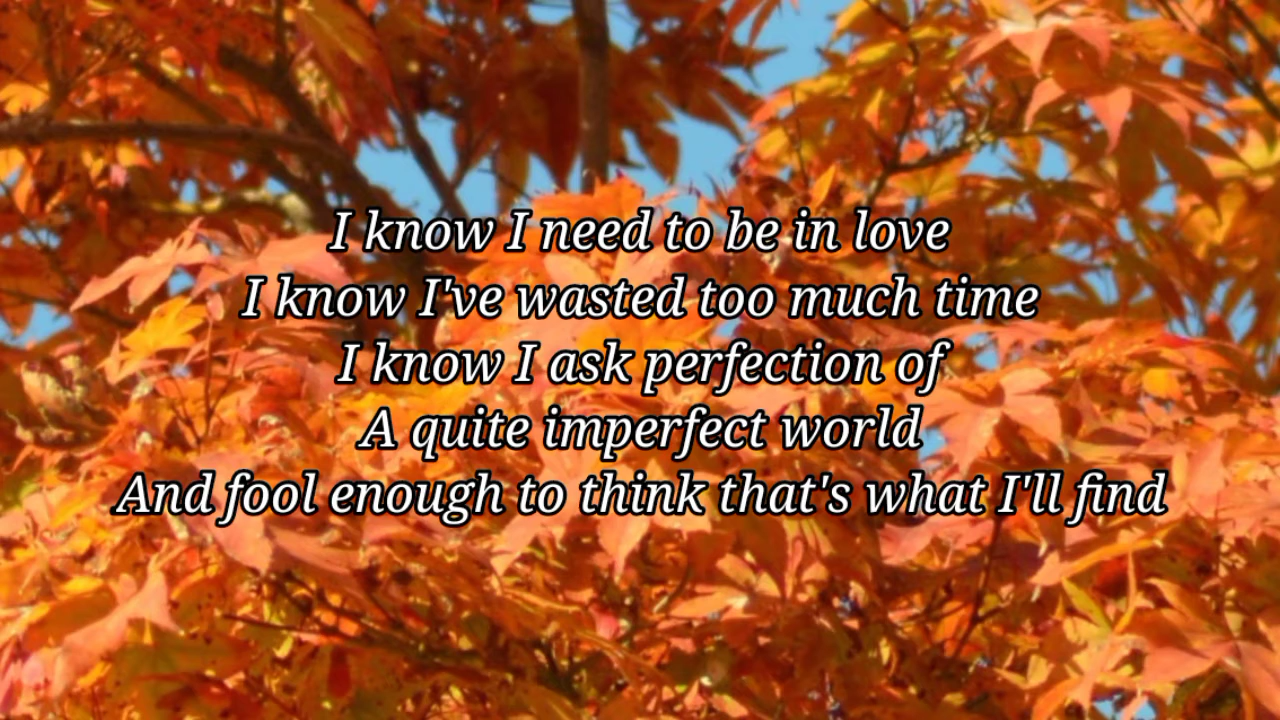 I know I need to be in love
I know I've wasted too much time
I know I ask perfection of
A quite imperfect world
And fool enough to think that's what I'll find